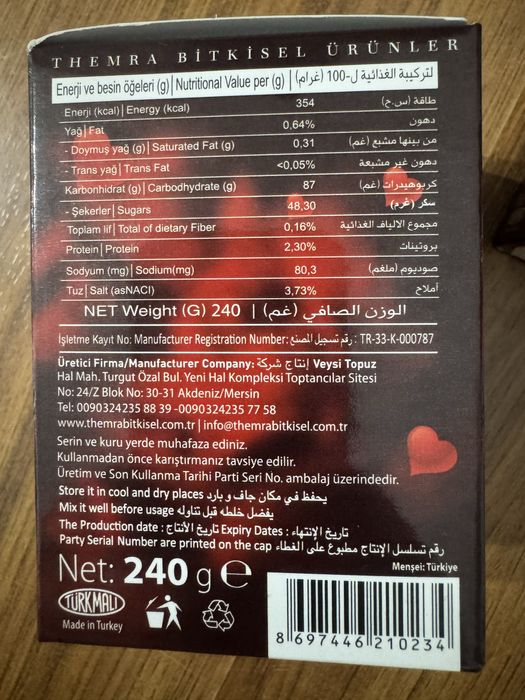 THEMRA BİTKİSEL ÜRÜNLER
Enerji ve besin öğeleri (g) | Nutritional Value per (g) | لتركيبة الغذائية ل-100 (غرام)
Enerji (kcal) | Energy (kcal) 354 طاقة (س.ح)
Yağ | Fat 0,64% دهون
- Doymuş yağ (g) | Saturated Fat (g) 0,31 من بينها مشبع (غم)
- Trans yağ | Trans Fat <0,05% دهون غير مشبعة
Karbonhidrat (g) | Carbodhydrate (g) 87 كربوهيدرات (غم)
- Şekerler | Sugars 48,30 سكر (غرم)
Toplam lif | Total of dietary Fiber 0,16% مجموع الالياف الغذائية
Protein | Protein 2,30% بروتينات
Sodyum (mg) | Sodium(mg) 80,3 صوديوم (ملغم)
Tuz | Salt (asNACl) 3,73% أملاح
NET Weight (G) 240 | الوزن الصافي (غم)
İşletme Kayıt No: Manufacturer Registration Number: رقم تسجيل المصنع : TR-33-K-000787
Üretici Firma/Manufacturer Company: إنتاج شركة Veysi Topuz
Hal Mah. Turgut Özal Bul. Yeni Hal Kompleksi Toptancılar Sitesi
No: 24/Z Blok No: 30-31 Akdeniz/Mersin
Tel: 0090324235 88 39 -0090324235 77 58
www.themrabitkisel.com.tr | info@themrabitkisel.com.tr
Serin ve kuru yerde muhafaza ediniz.
Kullanmadan önce karıştırmanız tavsiye edilir.
Üretim ve Son Kullanma Tarihi Parti Seri No. ambalaj üzerindedir.
Store it in cool and dry places يحفظ في مكان جاف و بارد
Mix it well before usage يفضل خلطه قبل تناوله
The Production date : تاريخ الأنتاج Expiry Dates : تاريخ الإنتهاء
Party Serial Number are printed on the cap رقم تسلسل الإنتاج مطبوع على الغطاء
Net: 240 g e
Menşei: Türkiye
TÜRKMALI
Made in Turkey
8 697446 210234